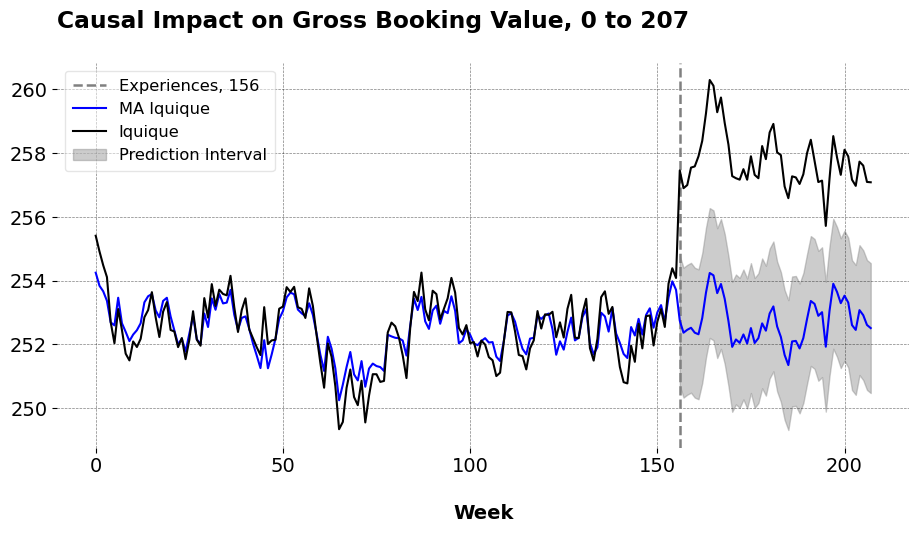 Causal Impact on Gross Booking Value, 0 to 207
Experiences, 156
MA Iquique
Iquique
Prediction Interval
260
258
256
254
252
250
0
50
100
150
200
Week